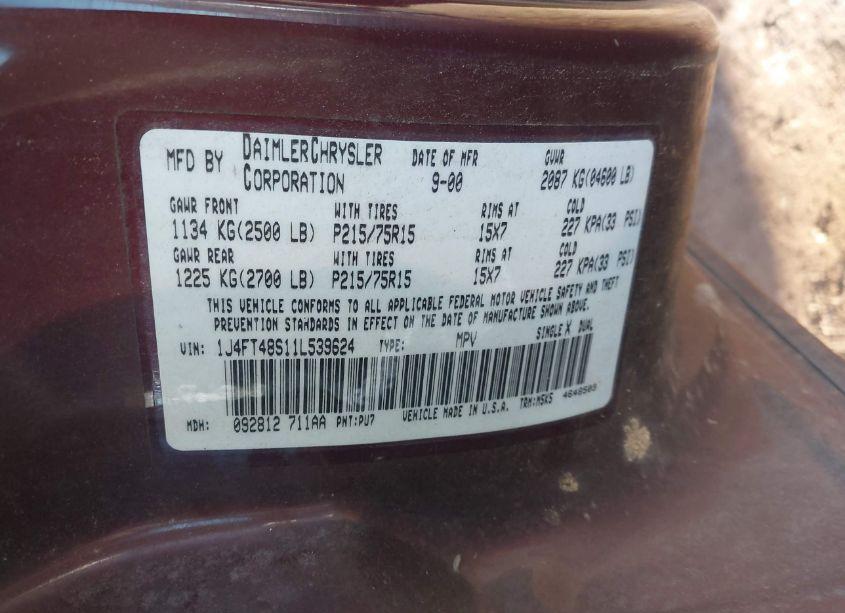 MFD BY DAIMLERCHRYSLER CORPORATION DATE OF MFR 9-00 GVWR 2087 KG(04600 LB)
GAWR FRONT WITH TIRES RIMS AT COLD
1134 KG(2500 LB) P215/75R15 15X7 227 KPA(33 PSI)
GAWR REAR WITH TIRES RIMS AT COLD
1225 KG(2700 LB) P215/75R15 15X7 227 KPA(33 PSI)
THIS VEHICLE CONFORMS TO ALL APPLICABLE FEDERAL MOTOR VEHICLE SAFETY AND THEFT
PREVENTION STANDARDS IN EFFECT ON THE DATE OF MANUFACTURE SHOWN ABOVE.
VIN: 1J4FT48S11L539624 TYPE: MPV SINGLE X DUAL
MDH: 092812 711AA PNT:PU7 VEHICLE MADE IN U.S.A. TRM:M5K5 4648509